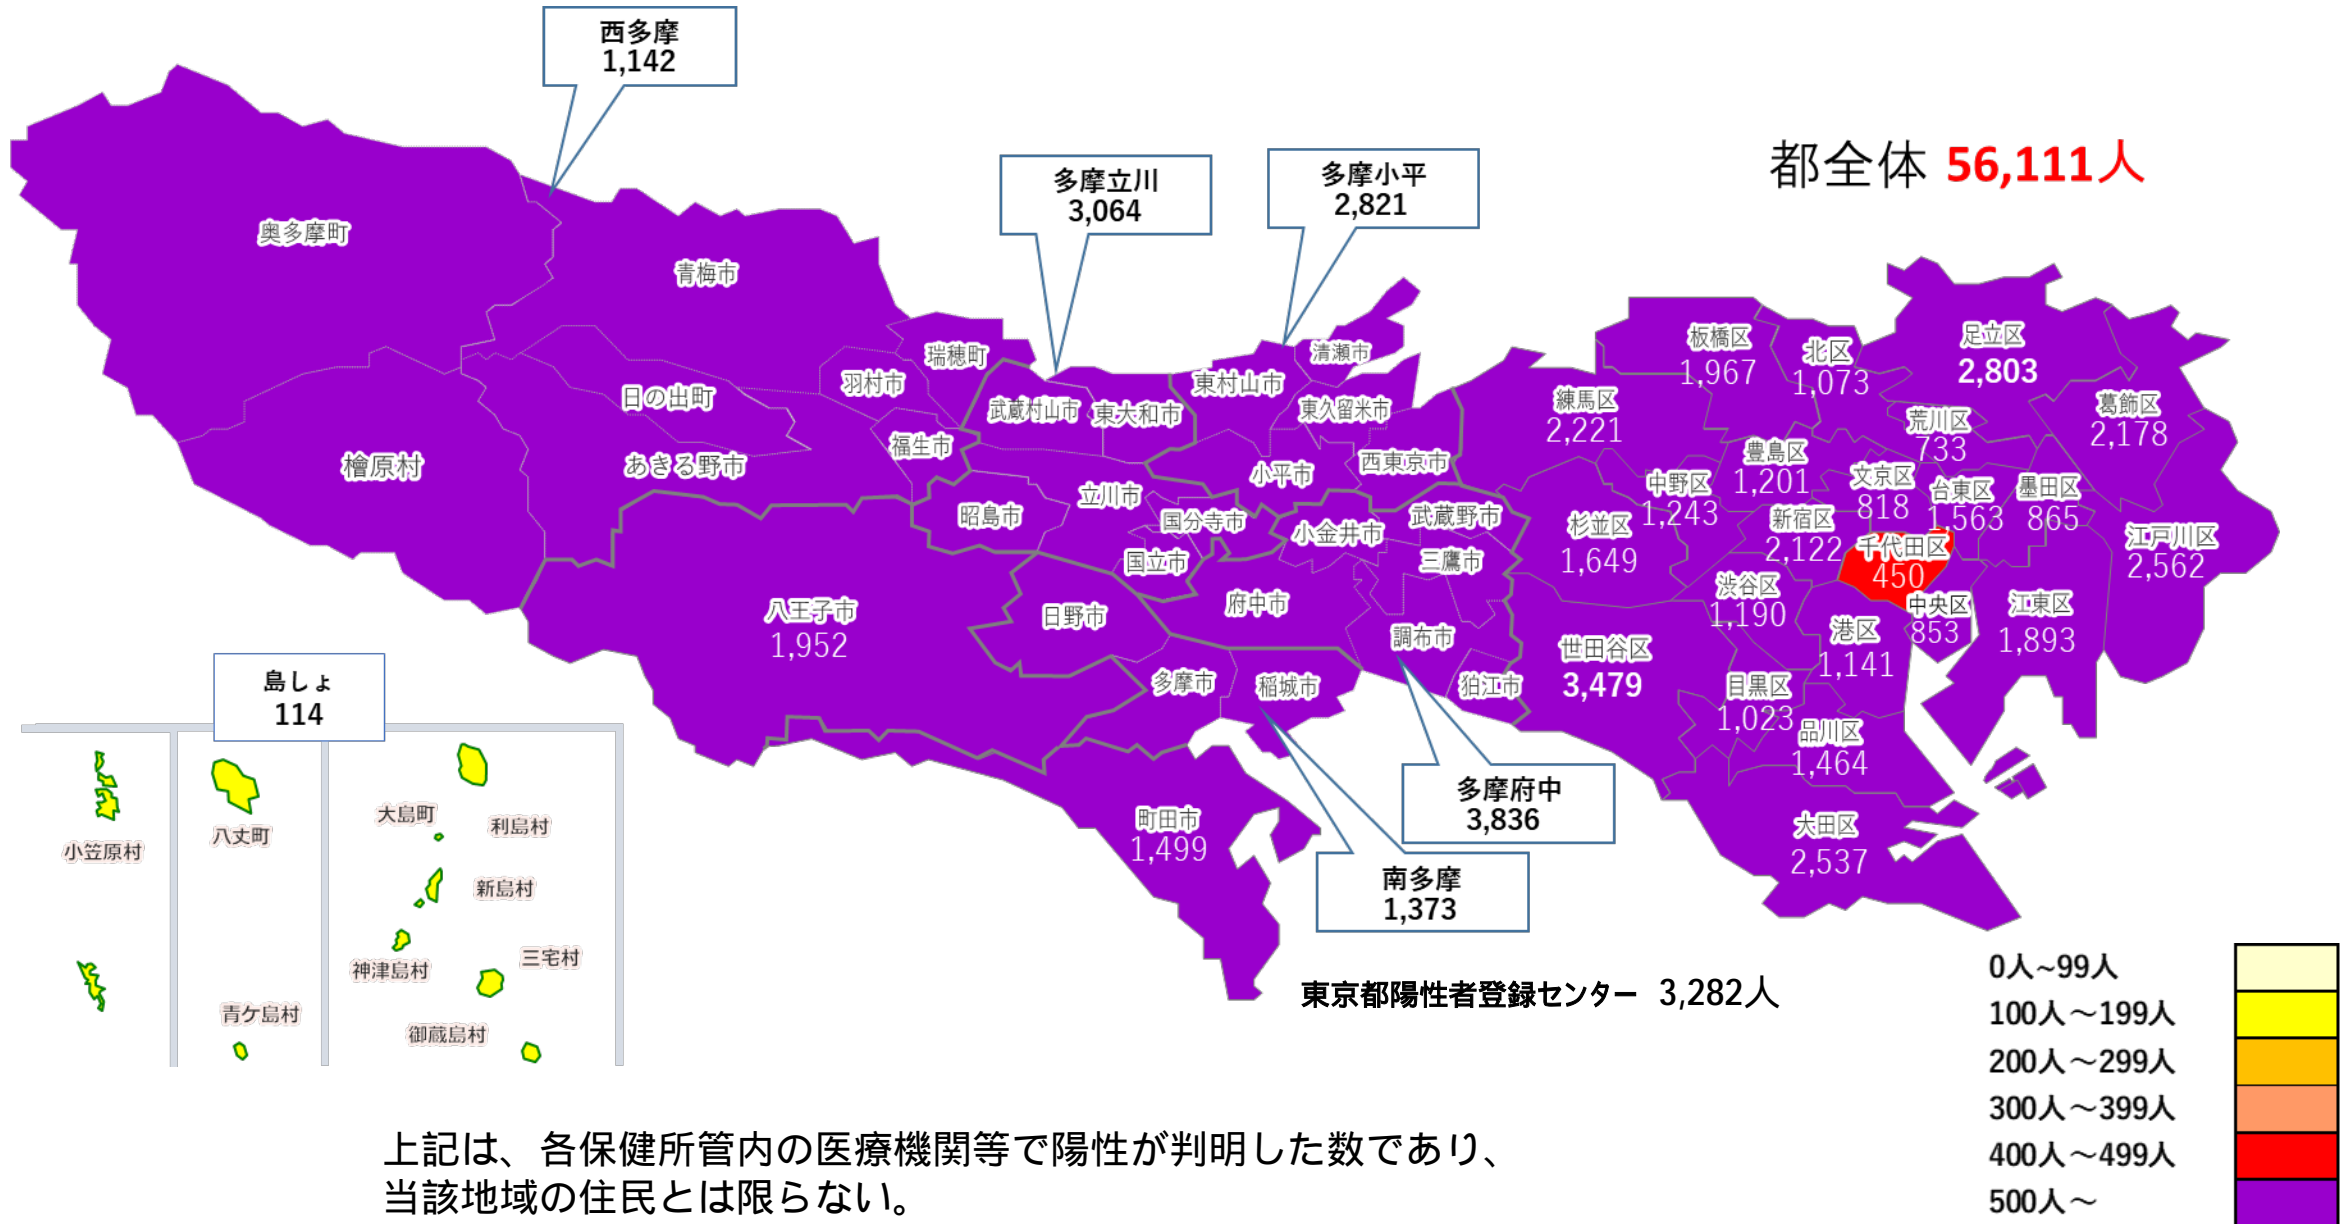 西多摩
1,142
多摩立川
3,064
多摩小平
2,821
都全体 56,111人
奥多摩町
青梅市
瑞穂町
羽村市
日の出町
福生市
あきる野市
檜原村
武蔵村山市
東大和市
東村山市
清瀬市
東久留米市
西東京市
小平市
立川市
昭島市
国分寺市
国立市
小金井市
武蔵野市
三鷹市
府中市
調布市
狛江市
八王子市
1,952
日野市
多摩市
稲城市
町田市
1,499
板橋区
1,967
北区
1,073
足立区
2,803
葛飾区
2,178
荒川区
733
練馬区
2,221
豊島区
1,201
文京区
818
台東区
1,563
墨田区
865
中野区
1,243
杉並区
1,649
新宿区
2,122
千代田区
450
江戸川区
2,562
渋谷区
1,190
中央区
853
江東区
1,893
港区
1,141
世田谷区
3,479
目黒区
1,023
品川区
1,464
大田区
2,537
多摩府中
3,836
南多摩
1,373
島しょ
114
小笠原村
八丈町
青ケ島村
大島町
利島村
新島村
神津島村
三宅村
御蔵島村
東京都陽性者登録センター 3,282人
0人~99人
100人～199人
200人～299人
300人～399人
400人～499人
500人～
上記は、各保健所管内の医療機関等で陽性が判明した数であり、
当該地域の住民とは限らない。